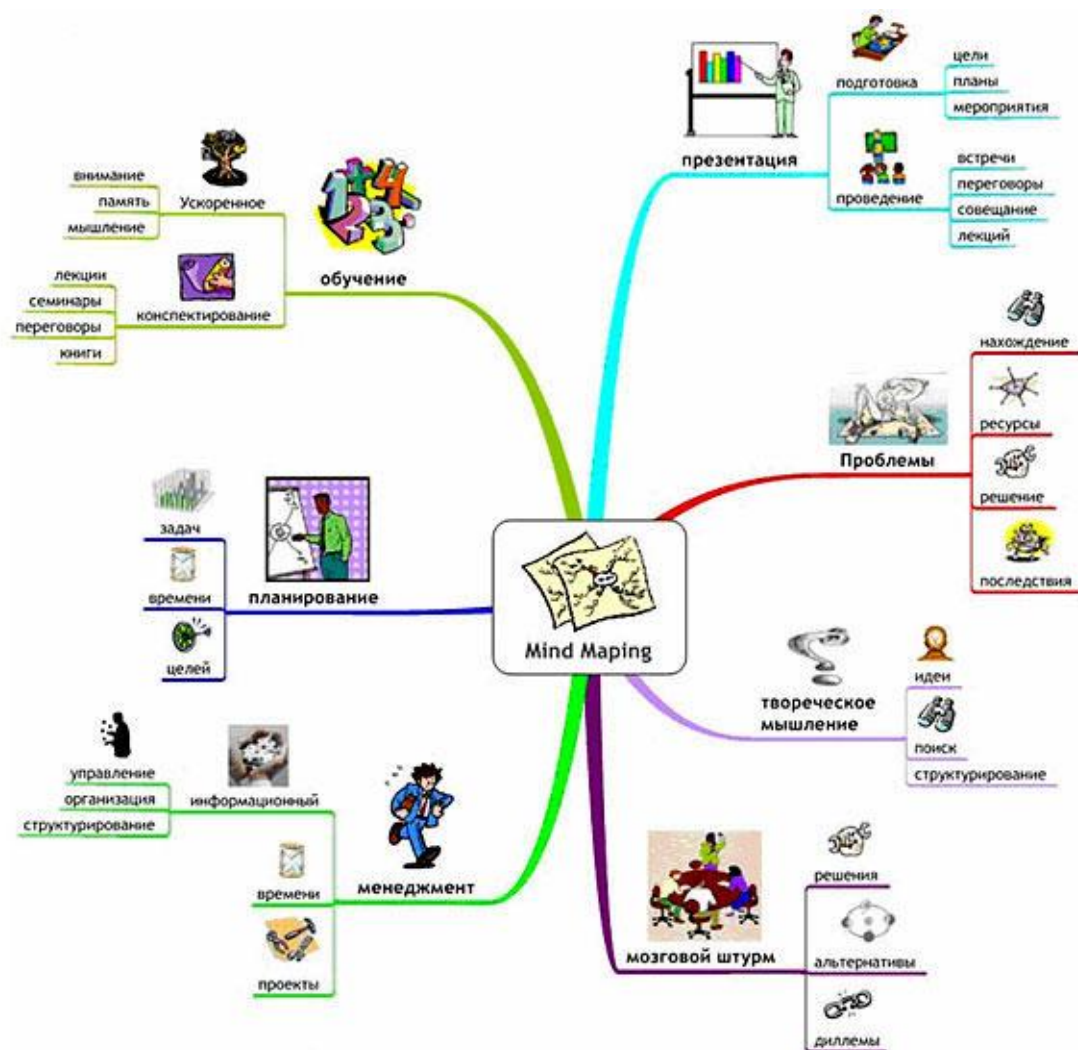 цели
подготовка
планы
мероприятия
презентация
встречи
переговоры
проведение
совещание
лекций
внимание
память
Ускоренное
мышление
обучение
лекции
семинары
конспектирование
переговоры
книги
нахождение
ресурсы
Проблемы
решение
последствия
задач
времени
планирование
целей
Mind Maping
идеи
твореческое
мышление
поиск
структурирование
управление
организация
информационный
структурирование
менеджмент
времени
проекты
решения
мозговой штурм
альтернативы
диллемы